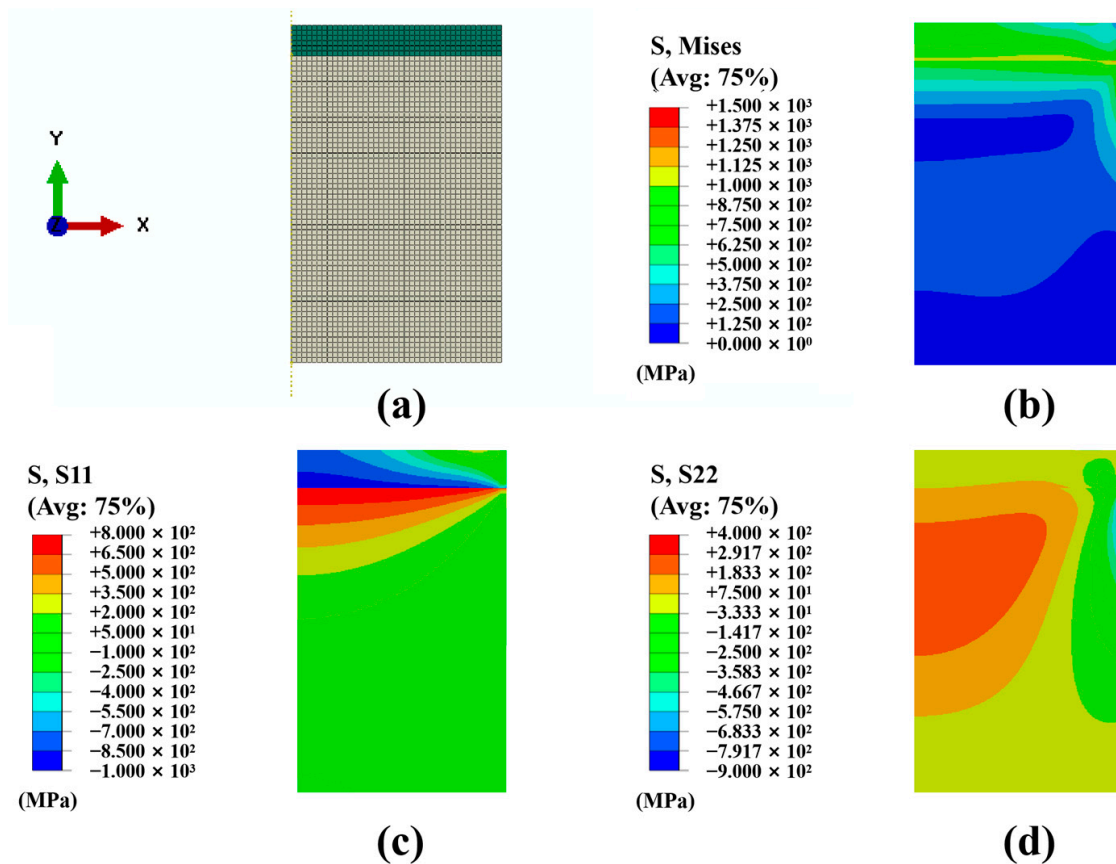 Y
Z
X
(a)
S, Mises
(Avg: 75%)
+1.500 × 10³
+1.375 × 10³
+1.250 × 10³
+1.125 × 10³
+1.000 × 10³
+8.750 × 10²
+7.500 × 10²
+6.250 × 10²
+5.000 × 10²
+3.750 × 10²
+2.500 × 10²
+1.250 × 10²
+0.000 × 10⁰
(MPa)
(b)
S, S11
(Avg: 75%)
+8.000 × 10²
+6.500 × 10²
+5.000 × 10²
+3.500 × 10²
+2.000 × 10²
+5.000 × 10¹
−1.000 × 10²
−2.500 × 10²
−4.000 × 10²
−5.500 × 10²
−7.000 × 10²
−8.500 × 10²
−1.000 × 10³
(MPa)
(c)
S, S22
(Avg: 75%)
+4.000 × 10²
+2.917 × 10²
+1.833 × 10²
+7.500 × 10¹
−3.333 × 10¹
−1.417 × 10²
−2.500 × 10²
−3.583 × 10²
−4.667 × 10²
−5.750 × 10²
−6.833 × 10²
−7.917 × 10²
−9.000 × 10²
(MPa)
(d)